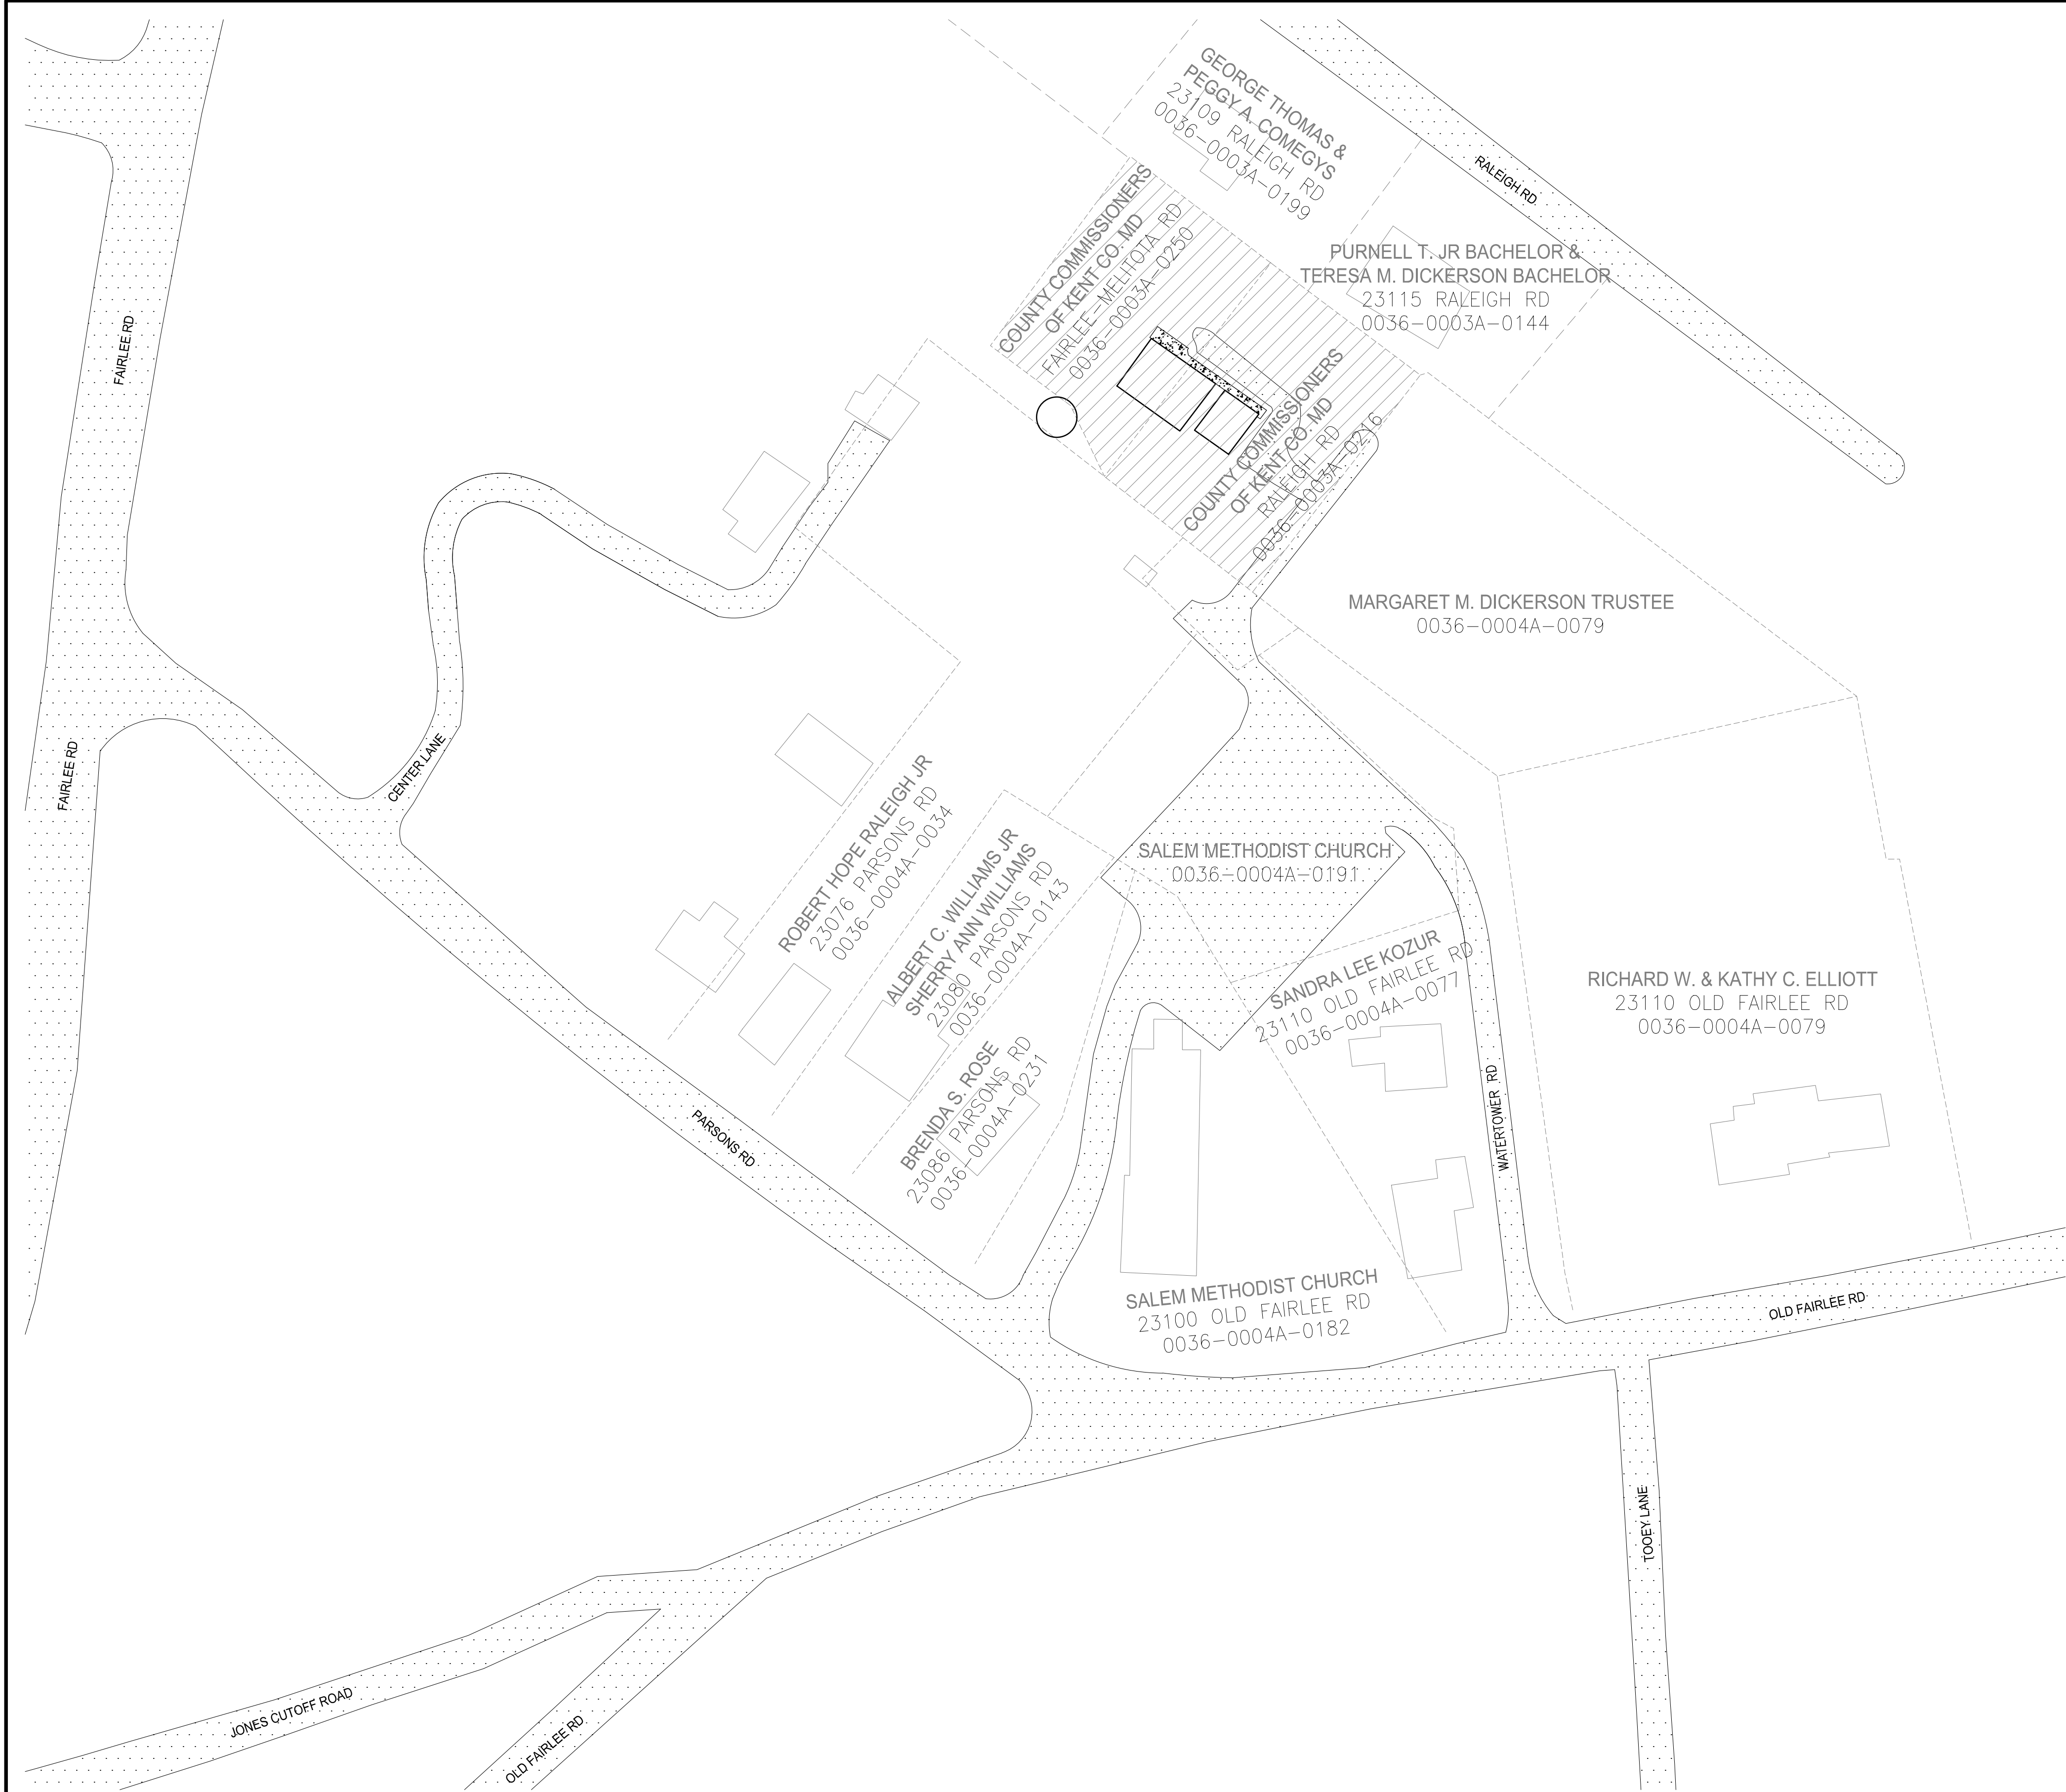 GEORGE THOMAS &
PEGGY A. COMEGYS
23109 RALEIGH RD
0036-0003A-0199
RALEIGH RD
COUNTY COMMISSIONERS
OF KENT CO. MD
FAIRLEE-MELITOTA RD
0036-0003A-0250
PURNELL T. JR BACHELOR &
TERESA M. DICKERSON BACHELOR
23115 RALEIGH RD
0036-0003A-0144
FAIRLEE RD
COUNTY COMMISSIONERS
OF KENT CO. MD
RALEIGH RD
0036-0003A-0216
MARGARET M. DICKERSON TRUSTEE
0036-0004A-0079
FAIRLEE RD
CENTER LANE
ROBERT HOPE RALEIGH JR
23076 PARSONS RD
0036-0004A-0034
ALBERT C. WILLIAMS JR
SHERRY ANN WILLIAMS
23080 PARSONS RD
0036-0004A-0143
SALEM METHODIST CHURCH
0036-0004A-0191
SANDRA LEE KOZUR
23110 OLD FAIRLEE RD
0036-0004A-0077
RICHARD W. & KATHY C. ELLIOTT
23110 OLD FAIRLEE RD
0036-0004A-0079
BRENDA S. ROSE
23086 PARSONS RD
0036-0004A-0231
PARSONS RD
WATERTOWER RD
SALEM METHODIST CHURCH
23100 OLD FAIRLEE RD
0036-0004A-0182
OLD FAIRLEE RD
TOOEY LANE
JONES CUTOFF ROAD
OLD FAIRLEE RD